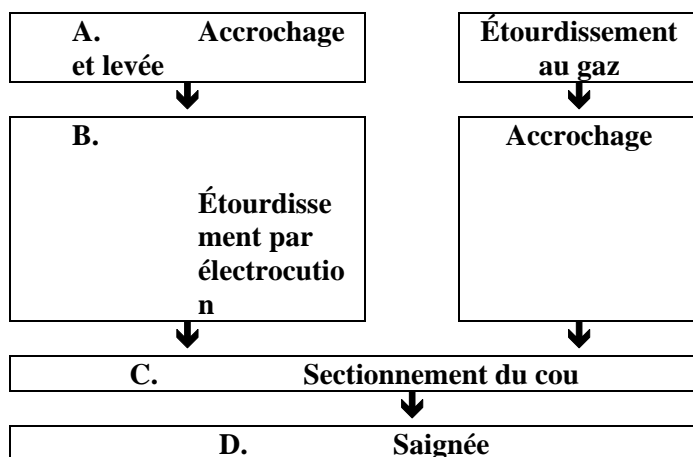 A. Accrochage
et levée
Étourdissement
au gaz
B.
Étourdisse
ment par
électrocutio
n
Accrochage
C. Sectionnement du cou
D. Saignée